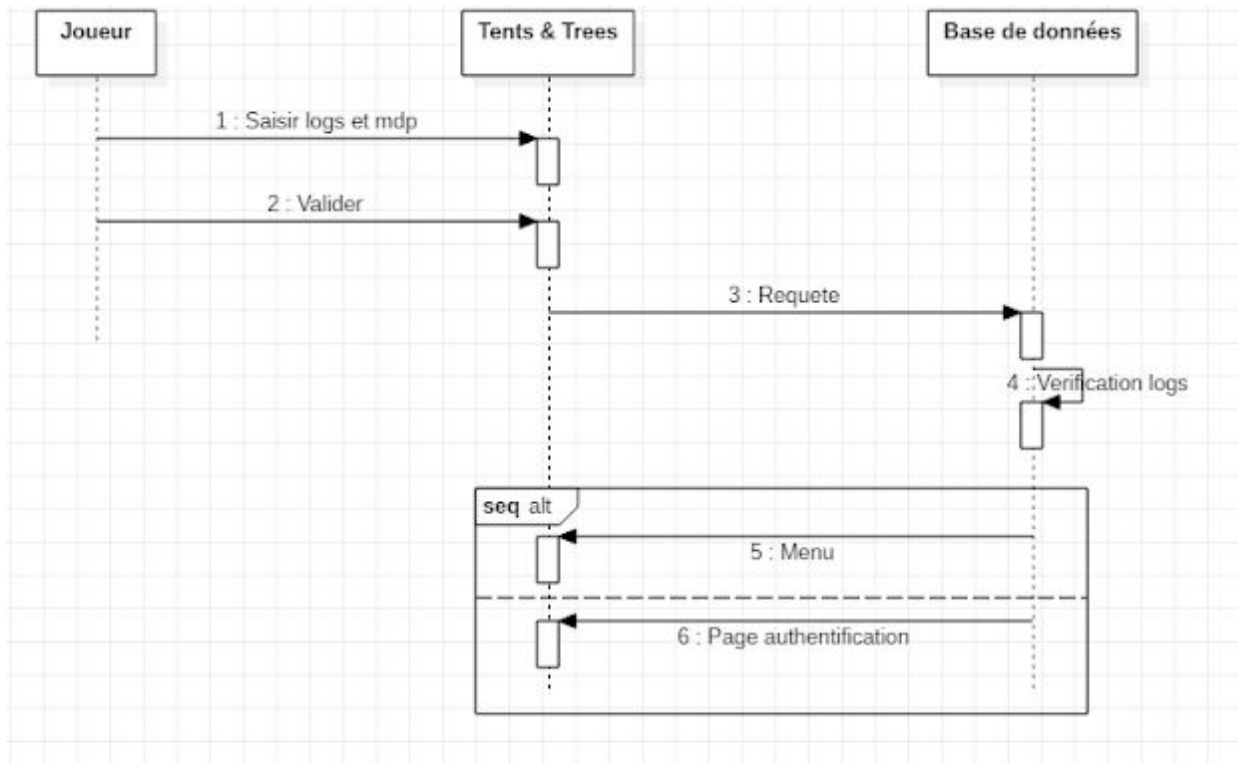 Joueur
Tents & Trees
Base de données
1 : Saisir logs et mdp
2 : Valider
3 : Requete
4 : Verification logs
seq alt
5 : Menu
6 : Page authentification